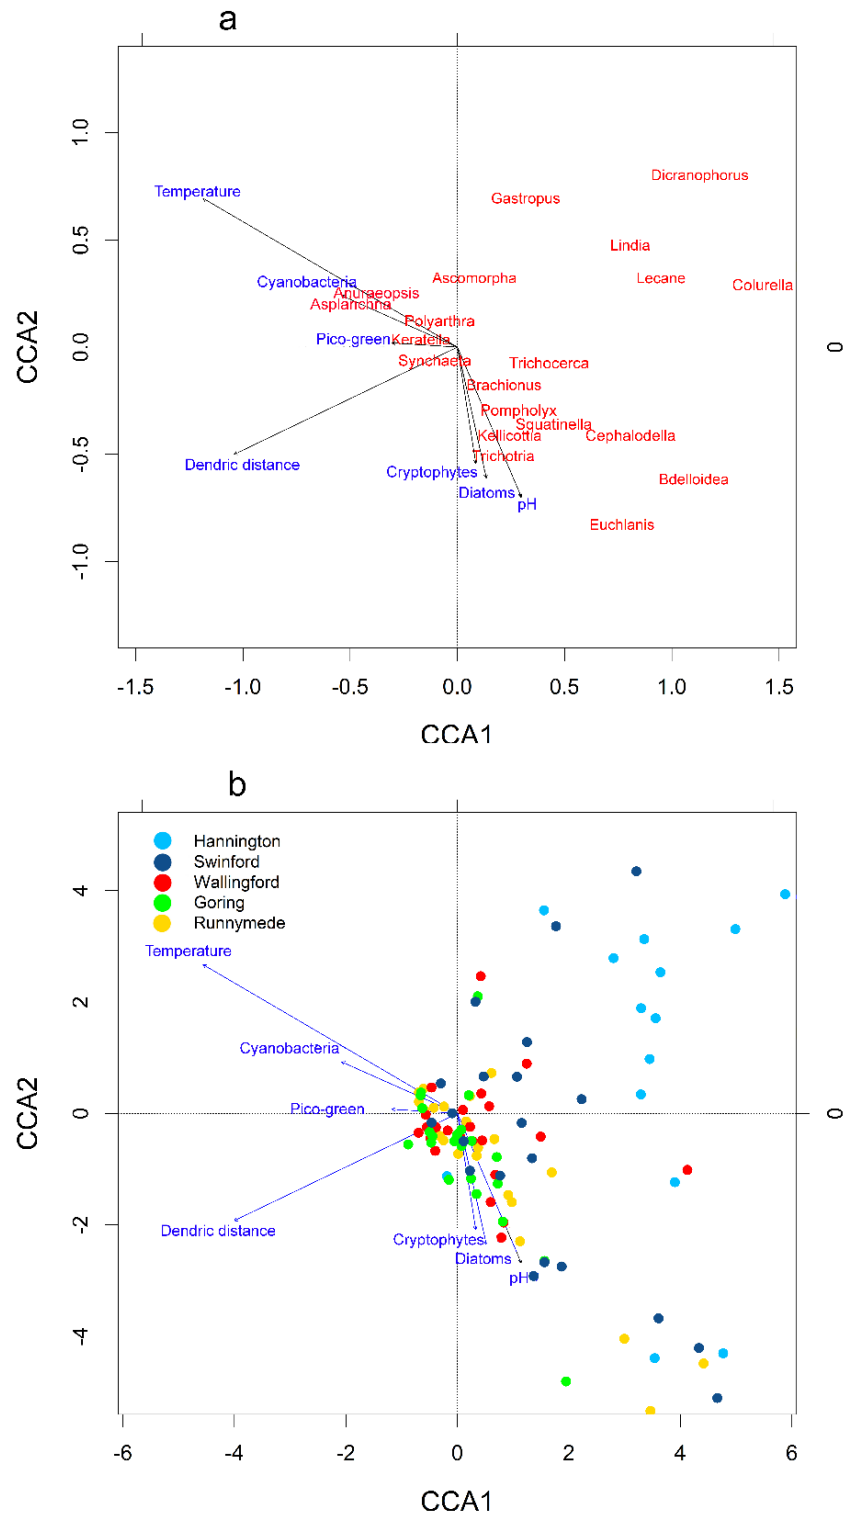 a
1.0
0.5
0.0
-0.5
-1.0
CCA2
0
Dicranophorus
Temperature
Gastropus
Lindia
Cyanobacteria
Ascomorpha
Lecane
Colurella
Anuraeopsis
Asplanchna
Polyarthra
Pico-green
Keratella
Synchaeta
Trichocerca
Brachionus
Pompholyx
Squatinella
Kellicottia
Cephalodella
Trichotria
Dendric distance
Cryptophytes
Bdelloidea
Diatoms
pH
Euchlanis
-1.5 -1.0 -0.5 0.0 0.5 1.0 1.5
CCA1
b
4
2
0
-2
-4
CCA2
0
Hannington
Swinford
Wallingford
Goring
Runnymede
Temperature
Cyanobacteria
Pico-green
Dendric distance
Cryptophytes
Diatoms
pH
-6 -4 -2 0 2 4 6
CCA1